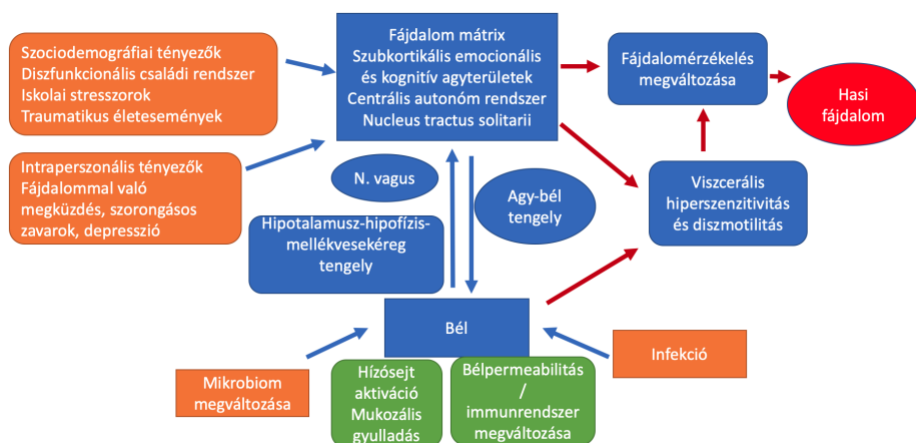 Szociodemográfiai tényezők
Diszfunkcionális családi rendszer
Iskolai stresszorok
Traumatikus életesemények
Fájdalom mátrix
Szubkortikális emocionális
és kognitív agyterületek
Centrális autonóm rendszer
Nucleus tractus solitarii
Fájdalomérzékelés
megváltozása
Hasi
fájdalom
Intraperszonális tényezők
Fájdalommal való
megküzdés, szorongásos
zavarok, depresszió
N. vagus
Agy-bél
tengely
Viszcerális
hiperszenzitivitás
és diszmotilitás
Hipotalamusz-hipofízis-
mellékvesekéreg
tengely
Bél
Infekció
Mikrobiom
megváltozása
Hízósejt
aktiváció
Mukozális
gyulladás
Bélpermeabilitás
/
immunrendszer
megváltozása